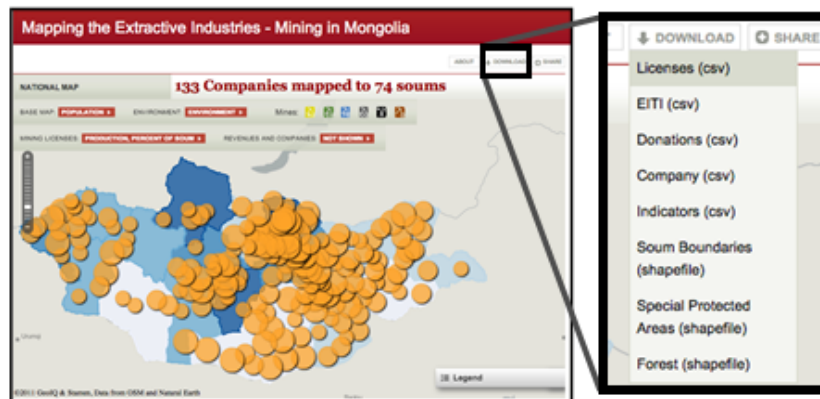 Mapping the Extractive Industries - Mining in Mongolia
ABOUT DOWNLOAD SHARE
NATIONAL MAP 133 Companies mapped to 74 soums
BASE MAP: POPULATION ENVIRONMENT: ENVIRONMENT Mines:
MINING LICENSES: PRODUCTION, PERCENT OF SOUM REVENUES AND COMPANIES: NOT SHOWN
Urumqi
Legend
©2011 GeoIQ & Stamen, Data from OSM and Natural Earth
DOWNLOAD SHARE
Licenses (csv)
EITI (csv)
Donations (csv)
Company (csv)
Indicators (csv)
Soum Boundaries
(shapefile)
Special Protected
Areas (shapefile)
Forest (shapefile)